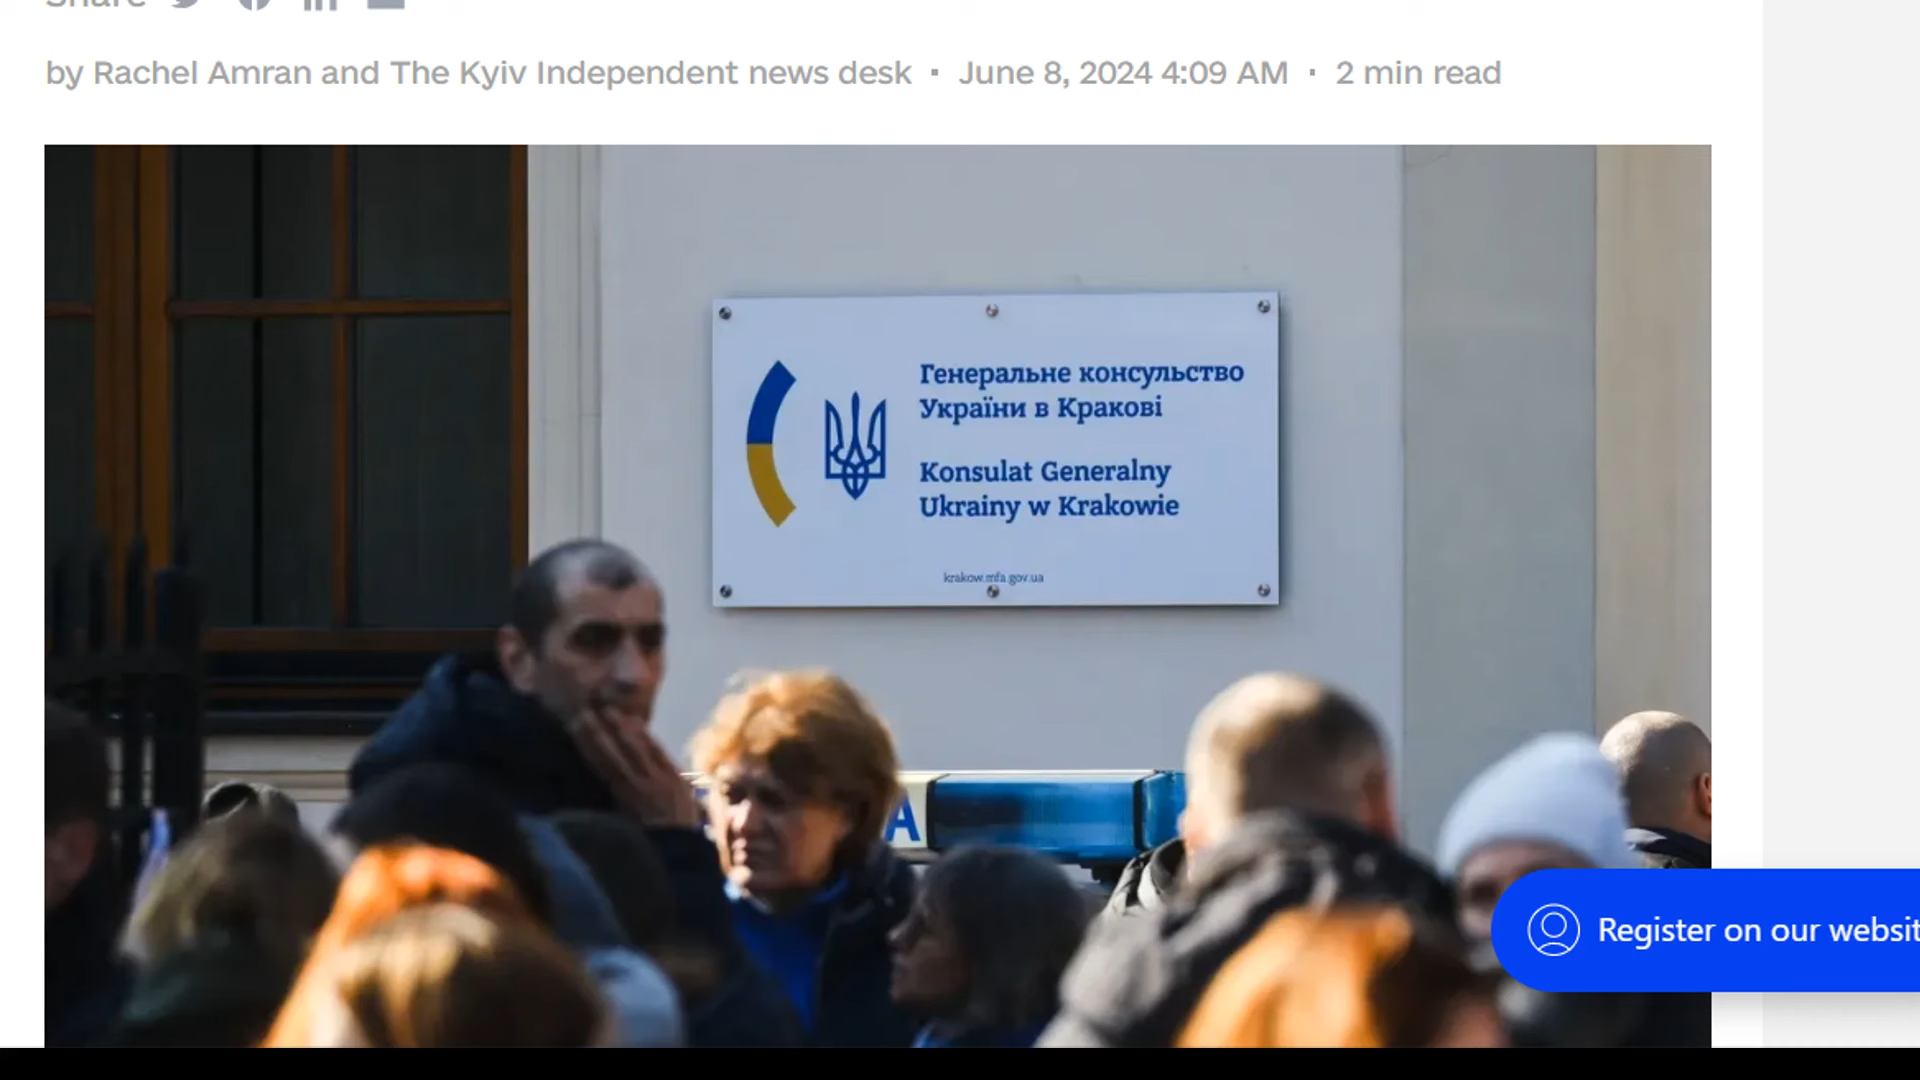 Share
by Rachel Amran and The Kyiv Independent news desk · June 8, 2024 4:09 AM · 2 min read
Генеральне консульство
України в Кракові
Konsulat Generalny
Ukrainy w Krakowie
krakow.mfa.gov.ua
A
Register on our websit